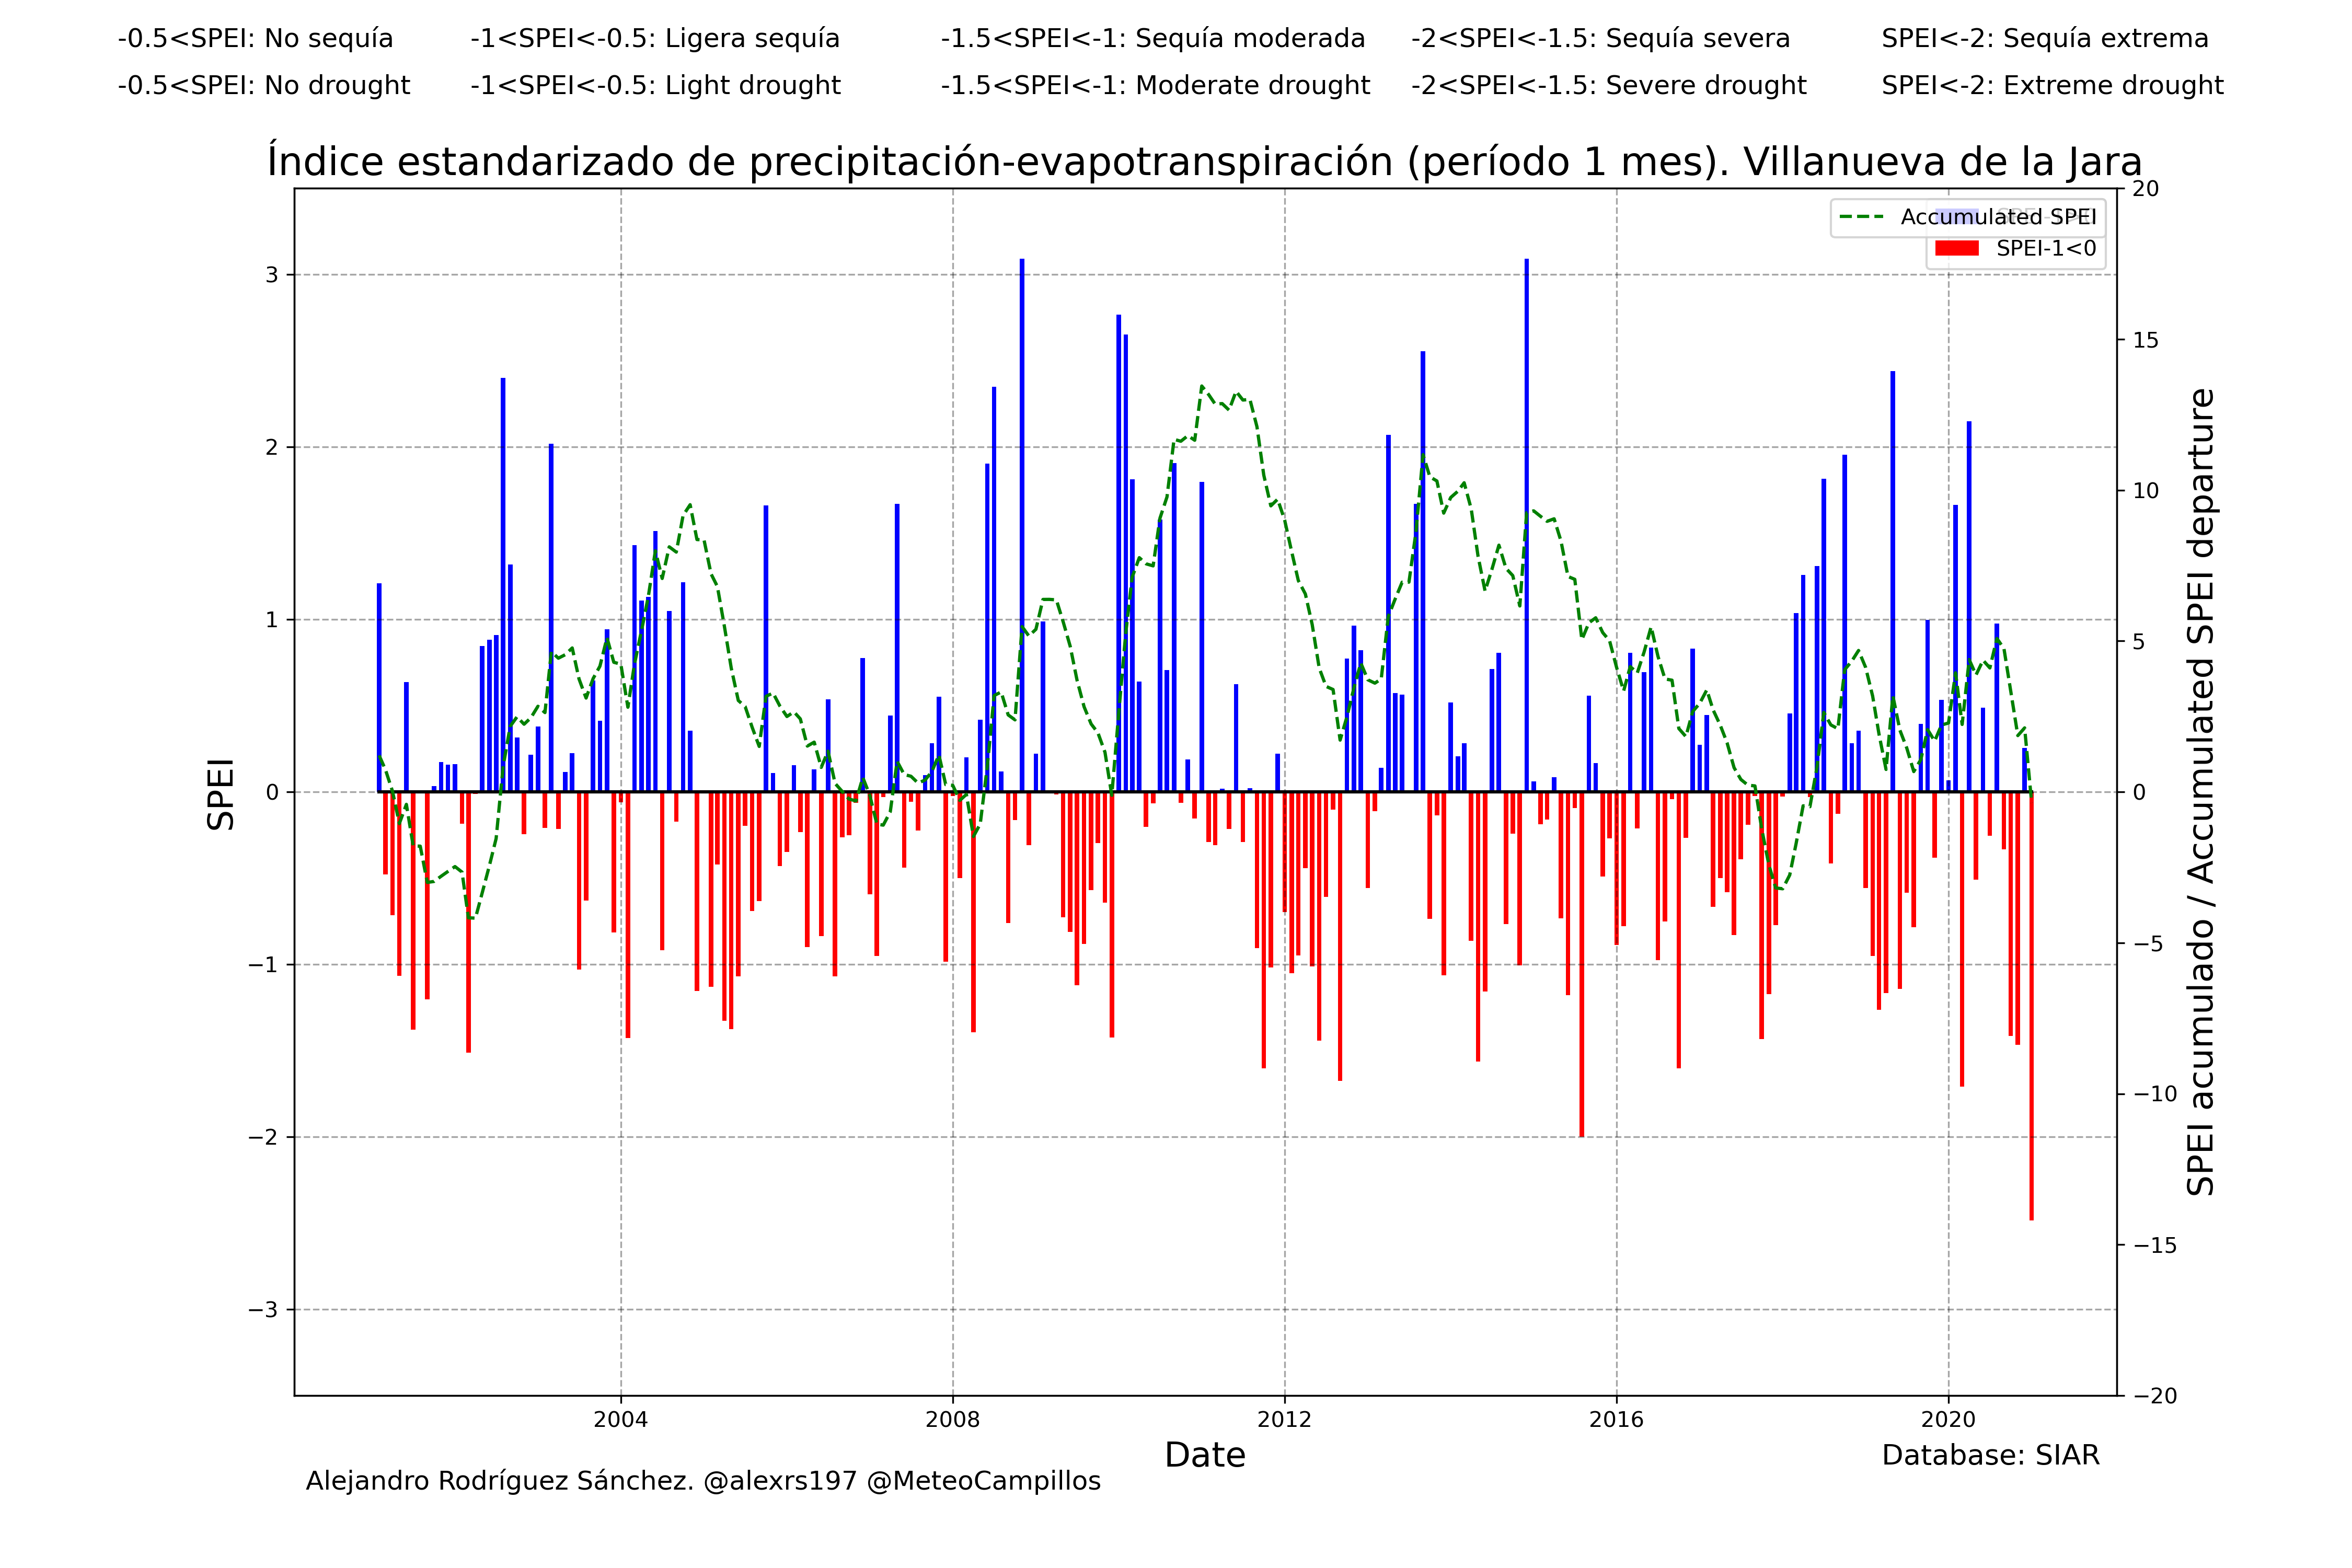 -0.5<SPEI: No sequía -1<SPEI<-0.5: Ligera sequía -1.5<SPEI<-1: Sequía moderada -2<SPEI<-1.5: Sequía severa SPEI<-2: Sequía extrema
-0.5<SPEI: No drought -1<SPEI<-0.5: Light drought -1.5<SPEI<-1: Moderate drought -2<SPEI<-1.5: Severe drought SPEI<-2: Extreme drought
Índice estandarizado de precipitación-evapotranspiración (período 1 mes). Villanueva de la Jara
Accumulated SPEI
SPEI-1<0
SPEI
3
2
1
0
−1
−2
−3
20
15
10
5
0
−5
−10
−15
−20
SPEI acumulado / Accumulated SPEI departure
2004 2008 2012 2016 2020
Date
Database: SIAR
Alejandro Rodríguez Sánchez. @alexrs197 @MeteoCampillos